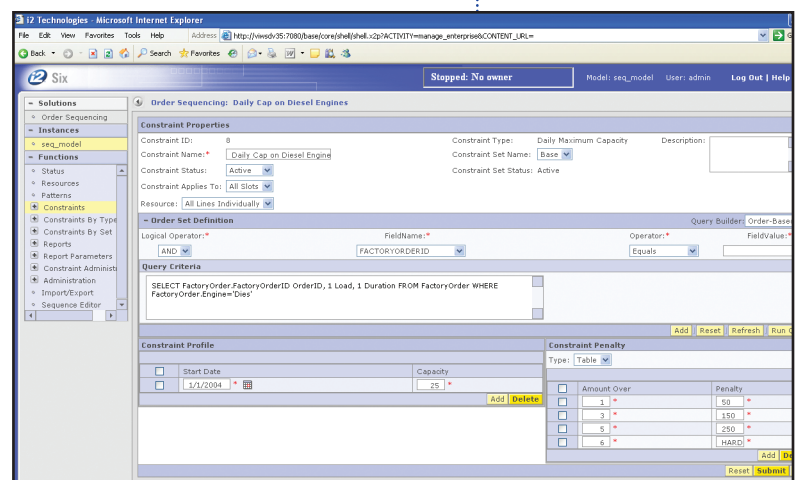 i2 Technologies - Microsoft Internet Explorer
File Edit View Favorites Tools Help Address http://viwsdv35:7080/base/core/shell/shell.x2p?ACTIVITY=manage_enterprise&CONTENT_URL=
Back Search Favorites
i2 Six Stopped: No owner Model: seq_model User: admin Log Out | Help
- Solutions
Order Sequencing
- Instances
seq_model
- Functions
Status
Resources
Patterns
Constraints
Constraints By Type
Constraints By Set
Reports
Report Parameters
Constraint Administ
Administration
Import/Export
Sequence Editor
Order Sequencing: Daily Cap on Diesel Engines
Constraint Properties
Constraint ID: 8 Constraint Type: Daily Maximum Capacity Description:
Constraint Name:* Daily Cap on Diesel Engine Constraint Set Name: Base
Constraint Status: Active Constraint Set Status: Active
Constraint Applies To: All Slots
Resource: All Lines Individually
- Order Set Definition Query Builder: Order-Base
Logical Operator:* FieldName:* Operator:* FieldValue:*
AND FACTORYORDERID Equals
Query Criteria
SELECT FactoryOrder.FactoryOrderID OrderID, 1 Load, 1 Duration FROM FactoryOrder WHERE
FactoryOrder.Engine='Dies'
Add Reset Refresh Run
Constraint Profile
Start Date Capacity
1/1/2004 * 25 *
Add Delete
Constraint Penalty
Type: Table
Amount Over Penalty
1 * 50 *
3 * 150 *
5 * 250 *
6 * HARD *
Add De
Reset Submit